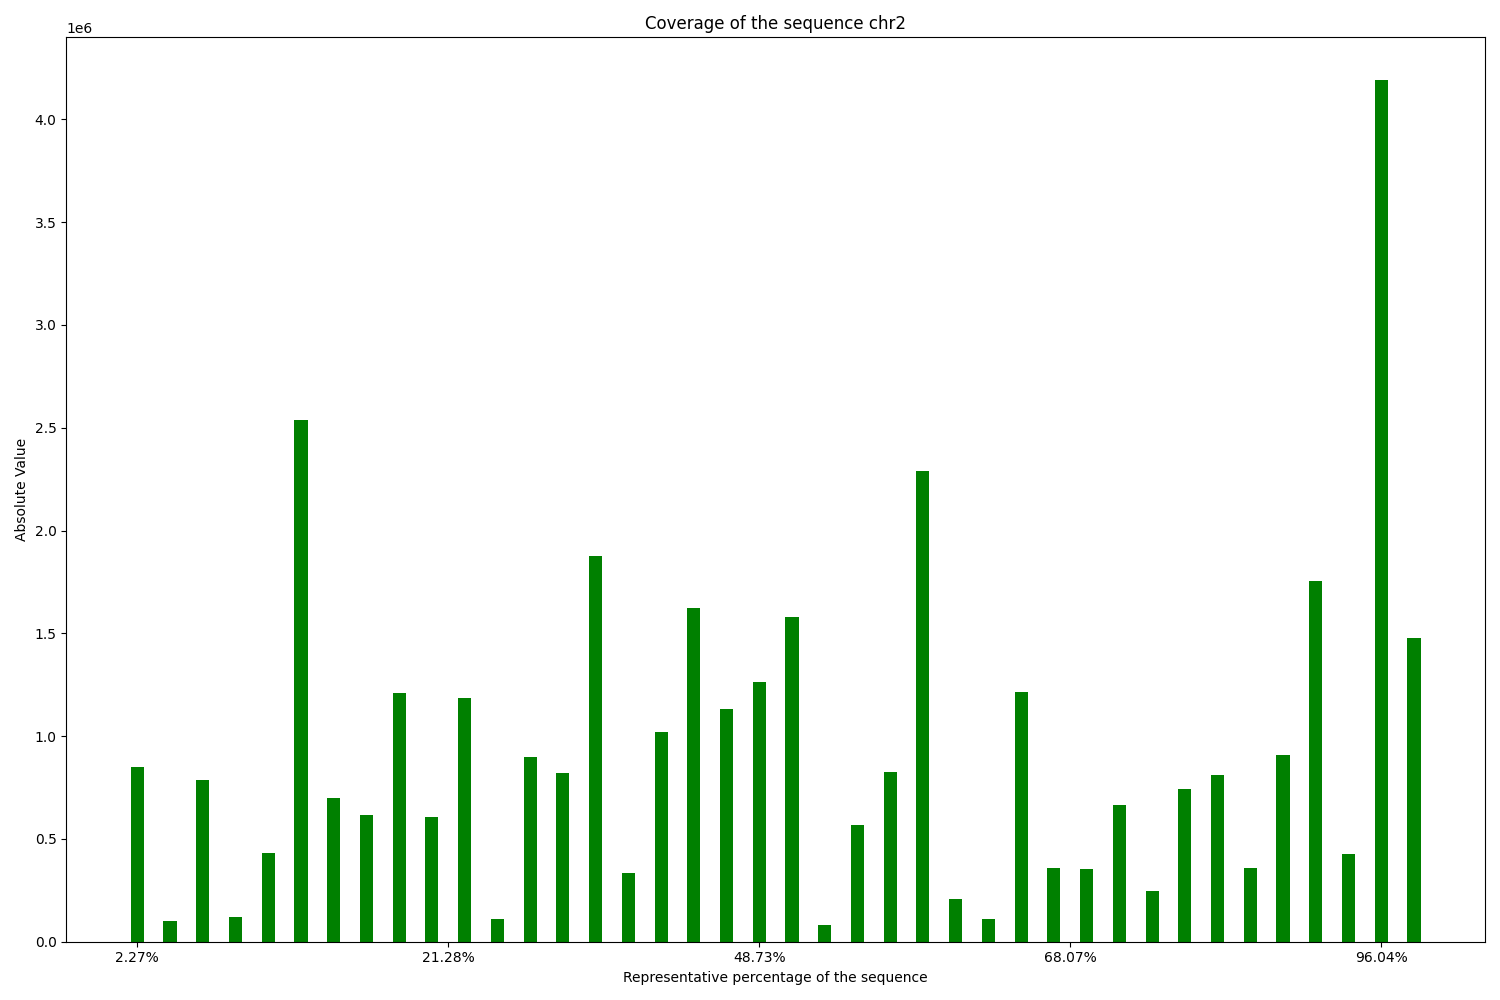 Coverage of the sequence chr2
1e6
4.0
3.5
3.0
2.5
2.0
1.5
1.0
0.5
0.0
Absolute Value
2.27% 21.28% 48.73% 68.07% 96.04%
Representative percentage of the sequence